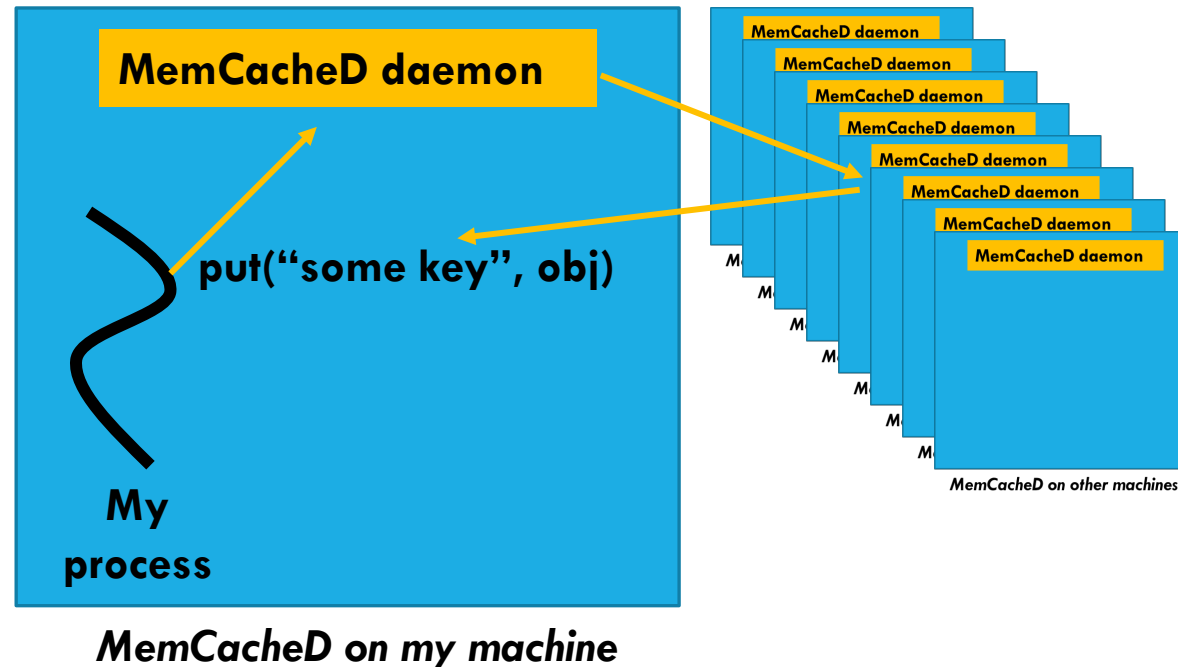 MemCacheD daemon
put(“some key”, obj)
My
process
MemCacheD on my machine
MemCacheD daemon
MemCacheD daemon
MemCacheD daemon
MemCacheD daemon
MemCacheD daemon
MemCacheD daemon
MemCacheD daemon
MemCacheD daemon
MemCacheD on other machines